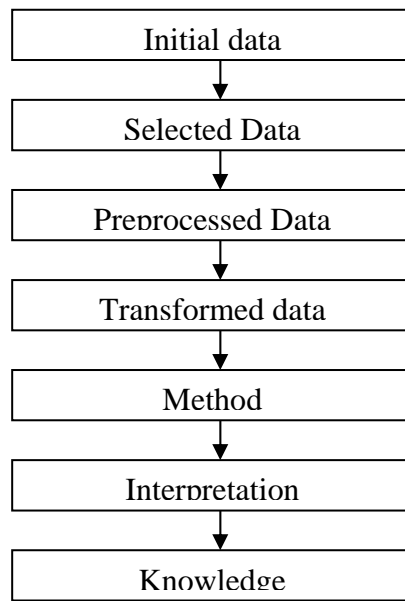 Initial data
Selected Data
Preprocessed Data
Transformed data
Method
Interpretation
Knowledge